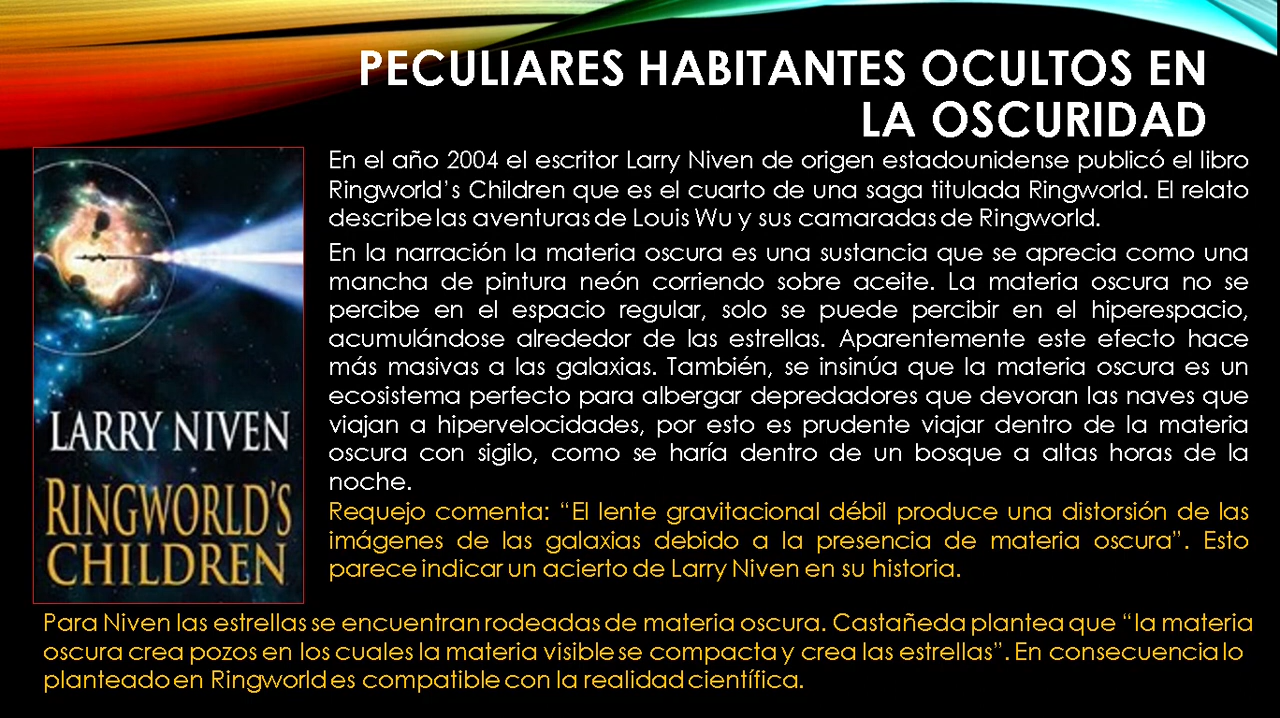 PECULIARES HABITANTES OCULTOS EN
LA OSCURIDAD
En el año 2004 el escritor Larry Niven de origen estadounidense publicó el libro
Ringworld's Children que es el cuarto de una saga titulada Ringworld. El relato
describe las aventuras de Louis Wu y sus camaradas de Ringworld.
En la narración la materia oscura es una sustancia que se aprecia como una
mancha de pintura neón corriendo sobre aceite. La materia oscura no se
percibe en el espacio regular, solo se puede percibir en el hiperespacio,
acumulándose alrededor de las estrellas. Aparentemente este efecto hace
más masivas a las galaxias. También, se insinúa que la materia oscura es un
ecosistema perfecto para albergar depredadores que devoran las naves que
viajan a hipervelocidades, por esto es prudente viajar dentro de la materia
oscura con sigilo, como se haría dentro de un bosque a altas horas de la
noche.
Requejo comenta: “El lente gravitacional débil produce una distorsión de las
imágenes de las galaxias debido a la presencia de materia oscura”. Esto
parece indicar un acierto de Larry Niven en su historia.
LARRY NIVEN
RINGWORLD'S
CHILDREN
Para Niven las estrellas se encuentran rodeadas de materia oscura. Castañeda plantea que “la materia
oscura crea pozos en los cuales la materia visible se compacta y crea las estrellas”. En consecuencia lo
planteado en Ringworld es compatible con la realidad científica.